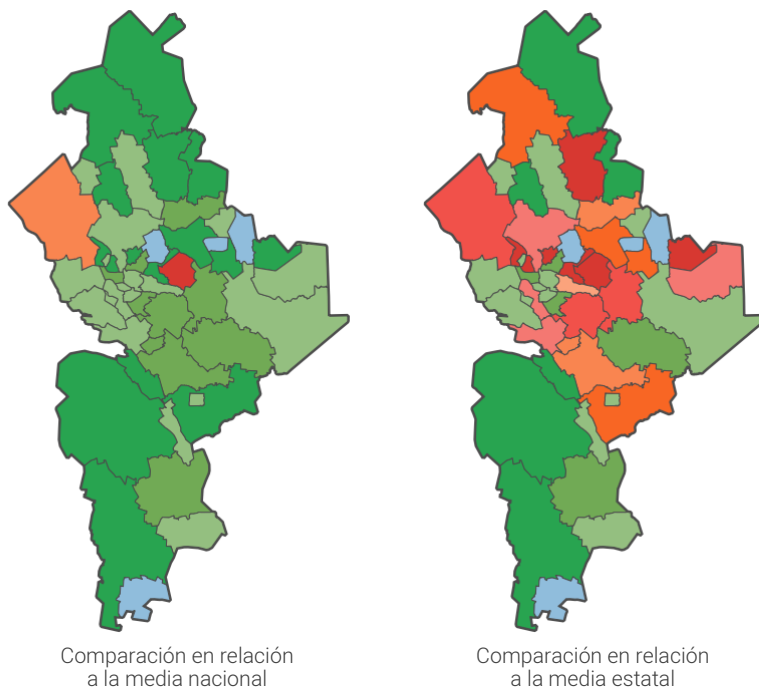 Comparación en relación
a la media nacional
Comparación en relación
a la media estatal